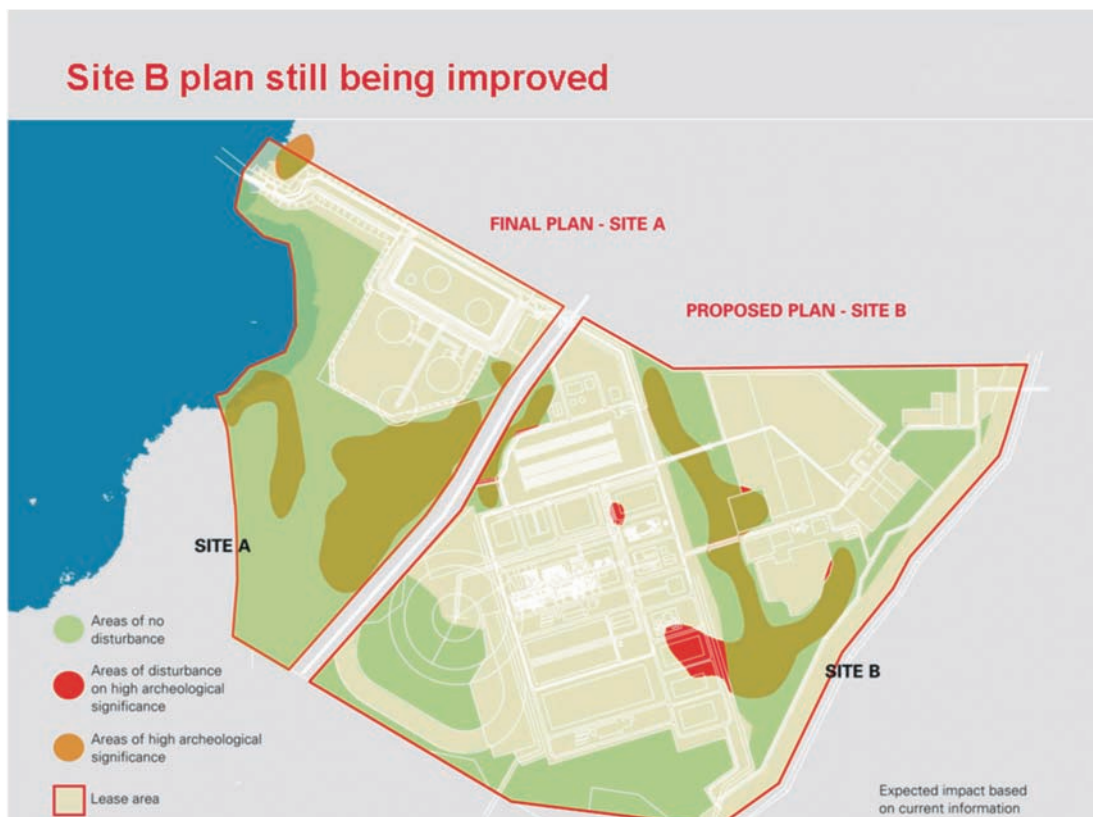 Site B plan still being improved
FINAL PLAN - SITE A
PROPOSED PLAN - SITE B
SITE A
SITE B
Areas of no
disturbance
Areas of disturbance
on high archeological
significance
Areas of high archeological
significance
Lease area
Expected impact based
on current information